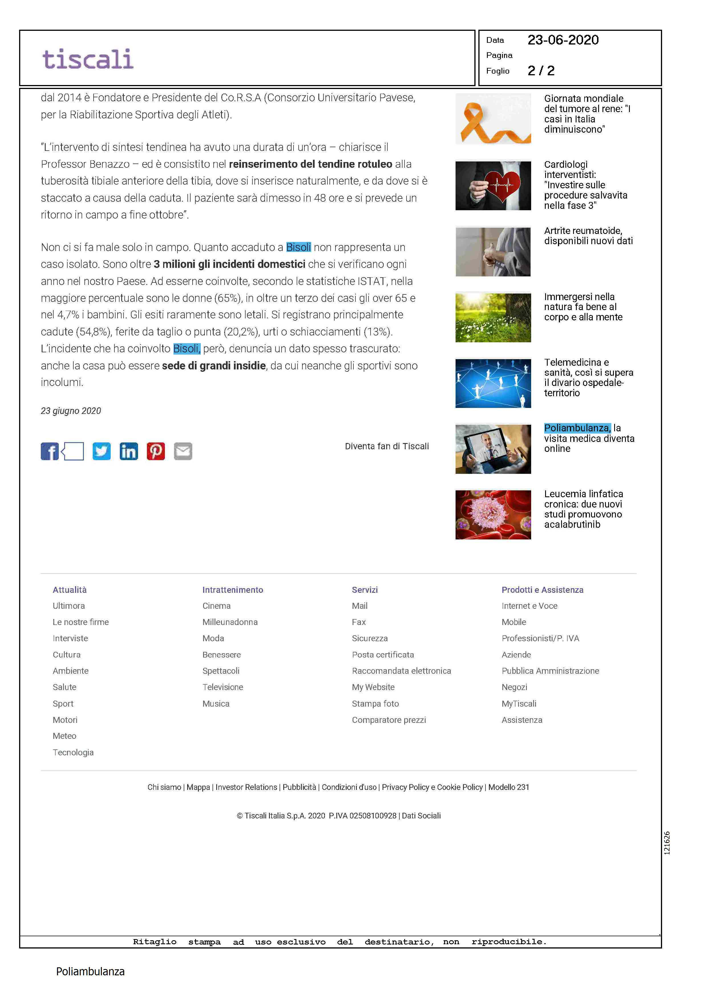 tiscali
Data 23-06-2020
Pagina
Foglio 2 / 2
dal 2014 è Fondatore e Presidente del Co.R.S.A (Consorzio Universitario Pavese,
per la Riabilitazione Sportiva degli Atleti).
“L’intervento di sintesi tendinea ha avuto una durata di un’ora – chiarisce il
Professor Benazzo – ed è consistito nel reinserimento del tendine rotuleo alla
tuberosità tibiale anteriore della tibia, dove si inserisce naturalmente, e da dove si è
staccato a causa della caduta. Il paziente sarà dimesso in 48 ore e si prevede un
ritorno in campo a fine ottobre”.
Non ci si fa male solo in campo. Quanto accaduto a Bisoli non rappresenta un
caso isolato. Sono oltre 3 milioni gli incidenti domestici che si verificano ogni
anno nel nostro Paese. Ad esserne coinvolte, secondo le statistiche ISTAT, nella
maggiore percentuale sono le donne (65%), in oltre un terzo dei casi gli over 65 e
nel 4,7% i bambini. Gli esiti raramente sono letali. Si registrano principalmente
cadute (54,8%), ferite da taglio o punta (20,2%), urti o schiacciamenti (13%).
L’incidente che ha coinvolto Bisoli, però, denuncia un dato spesso trascurato:
anche la casa può essere sede di grandi insidie, da cui neanche gli sportivi sono
incolumi.
23 giugno 2020
Diventa fan di Tiscali
Giornata mondiale
del tumore al rene: "I
casi in Italia
diminuiscono"
Cardiologi
interventisti:
"Investire sulle
procedure salvavita
nella fase 3"
Artrite reumatoide,
disponibili nuovi dati
Immergersi nella
natura fa bene al
corpo e alla mente
Telemedicina e
sanità, così si supera
il divario ospedale-
territorio
Poliambulanza, la
visita medica diventa
online
Leucemia linfatica
cronica: due nuovi
studi promuovono
acalabrutinib
Attualità
Ultimora
Le nostre firme
Interviste
Cultura
Ambiente
Salute
Sport
Motori
Meteo
Tecnologia
Intrattenimento
Cinema
Milleunadonna
Moda
Benessere
Spettacoli
Televisione
Musica
Servizi
Mail
Fax
Sicurezza
Posta certificata
Raccomandata elettronica
My Website
Stampa foto
Comparatore prezzi
Prodotti e Assistenza
Internet e Voce
Mobile
Professionisti/P. IVA
Aziende
Pubblica Amministrazione
Negozi
MyTiscali
Assistenza
Chi siamo | Mappa | Investor Relations | Pubblicità | Condizioni d'uso | Privacy Policy e Cookie Policy | Modello 231
© Tiscali Italia S.p.A. 2020 P.IVA 02508100928 | Dati Sociali
121626
Ritaglio stampa ad uso esclusivo del destinatario, non riproducibile.
Poliambulanza